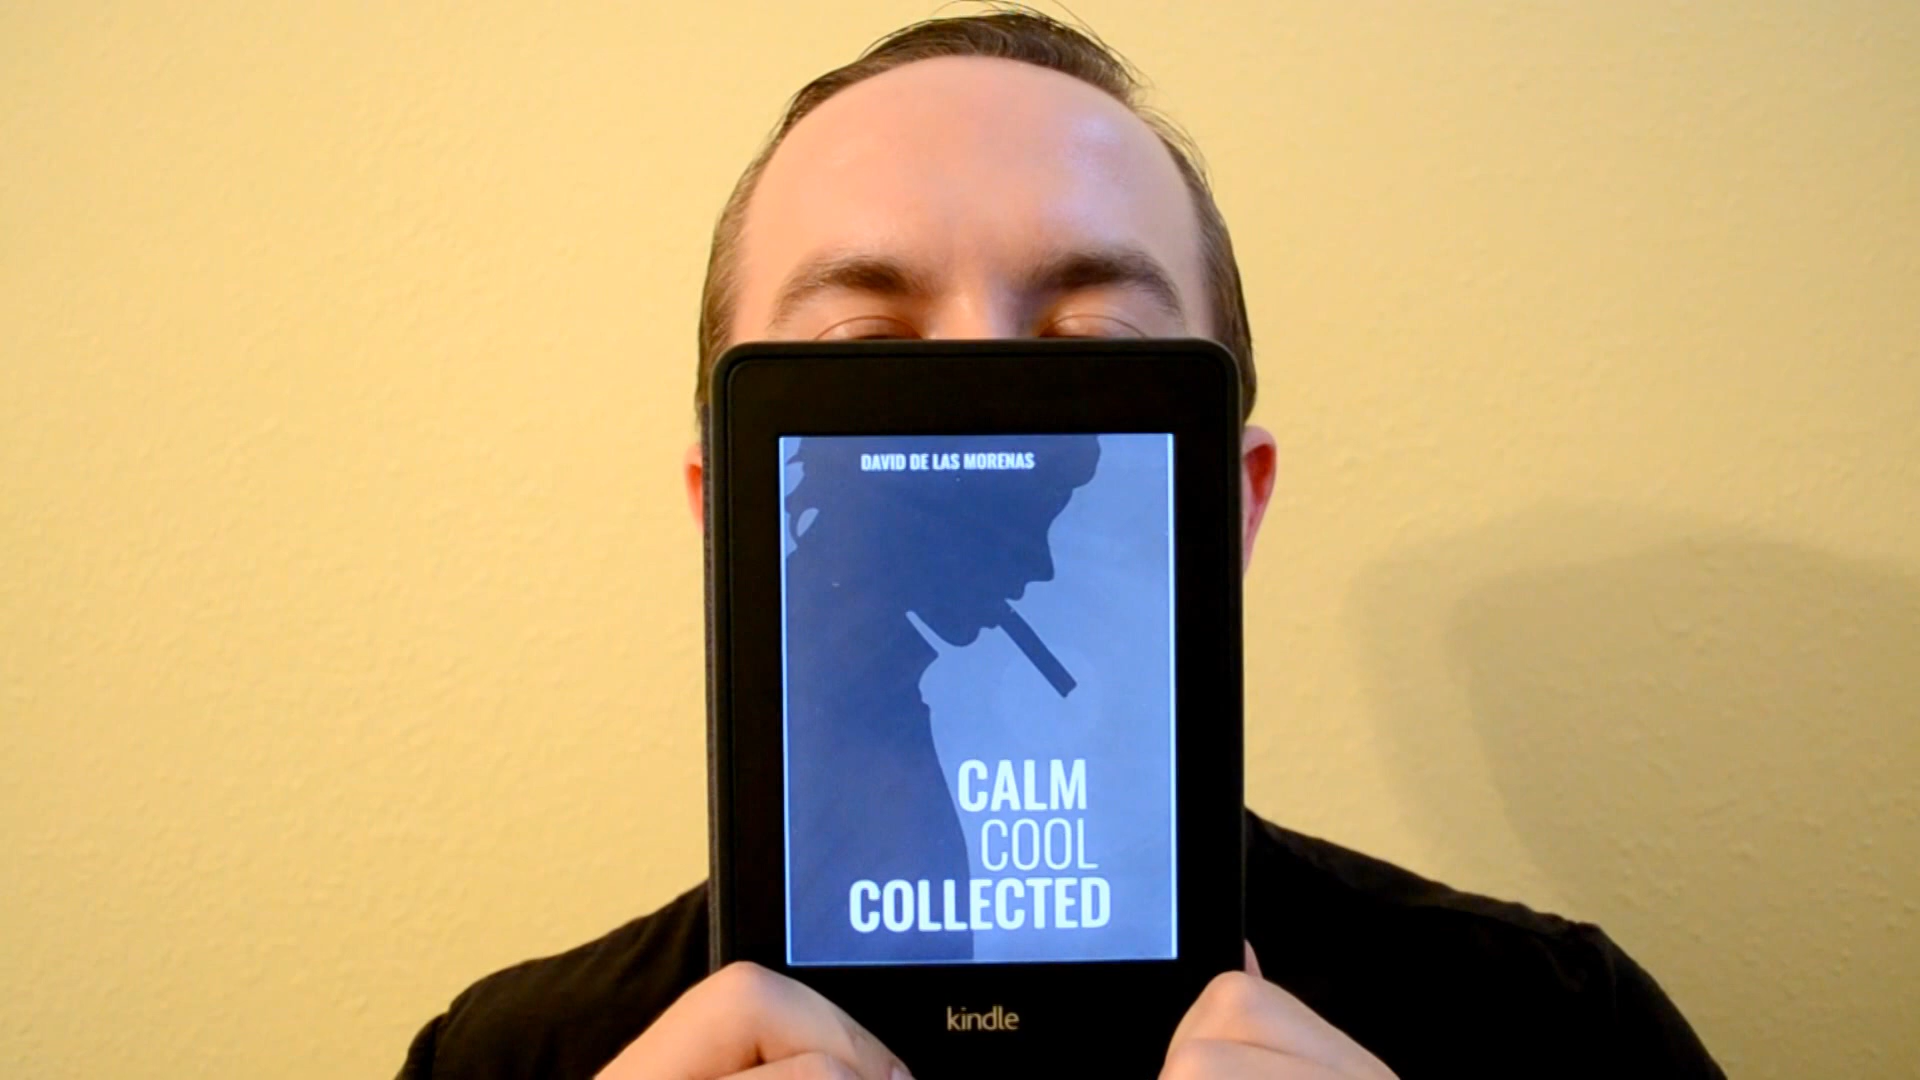 DAVID DE LAS MORENAS
CALM
COOL
COLLECTED
kindle